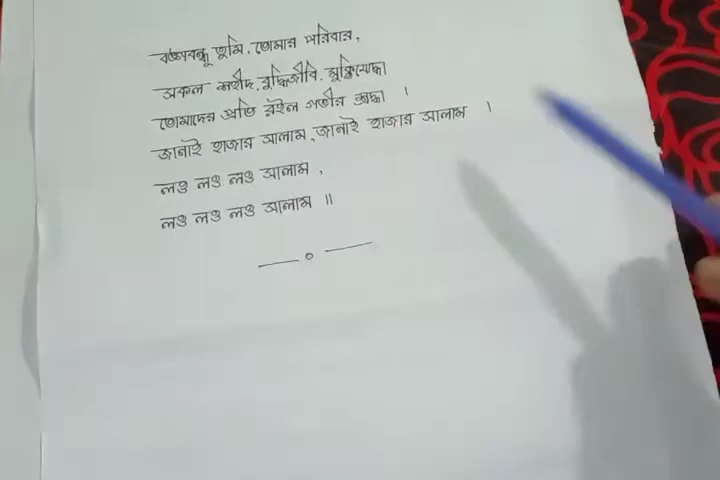 বঙ্গবন্ধু তুমি, তোমার পরিবার,
সকল শহীদ, বুদ্ধিজীবি, মুক্তিযোদ্ধা
তোমাদের প্রতি রইল গভীর শ্রদ্ধা ।
জানাই হাজার সালাম, জানাই হাজার সালাম ।
লও লও লও সালাম,
লও লও লও সালাম ॥